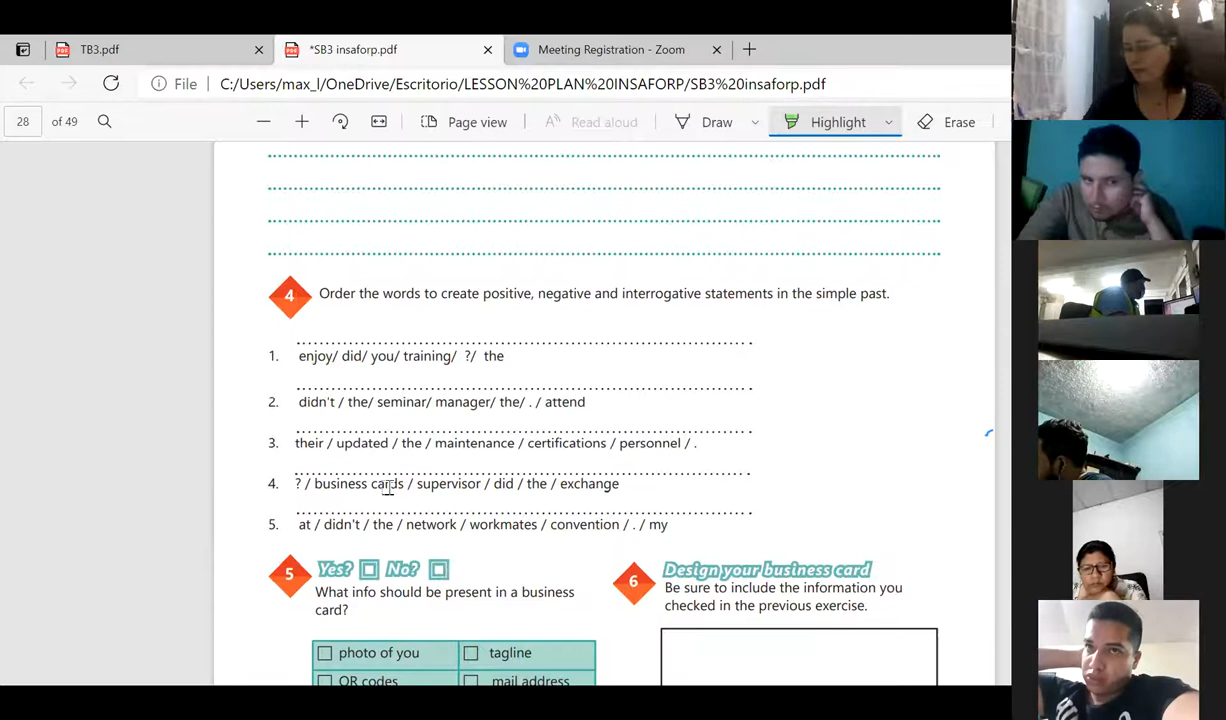 TB3.pdf
*SB3 insaforp.pdf
Meeting Registration - Zoom
File
C:/Users/max_l/OneDrive/Escritorio/LESSON%20PLAN%20INSAFORP/SB3%20insaforp.pdf
28 of 49
Page view
Read aloud
Draw
Highlight
Erase
4 Order the words to create positive, negative and interrogative statements in the simple past.
1. enjoy/ did/ you/ training/ ?/ the
2. didn't / the/ seminar/ manager/ the/ . / attend
3. their / updated / the / maintenance / certifications / personnel / .
4. ? / business cards / supervisor / did / the / exchange
5. at / didn't / the / network / workmates / convention / . / my
5 Yes? No?
What info should be present in a business
card?
photo of you
tagline
QR codes
mail address
6 Design your business card
Be sure to include the information you
checked in the previous exercise.